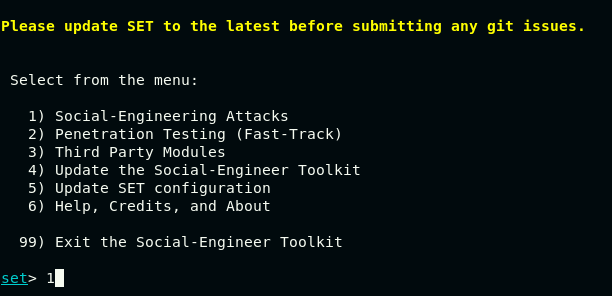 Please update SET to the latest before submitting any git issues.
Select from the menu:
1) Social-Engineering Attacks
2) Penetration Testing (Fast-Track)
3) Third Party Modules
4) Update the Social-Engineer Toolkit
5) Update SET configuration
6) Help, Credits, and About
99) Exit the Social-Engineer Toolkit
set> 1